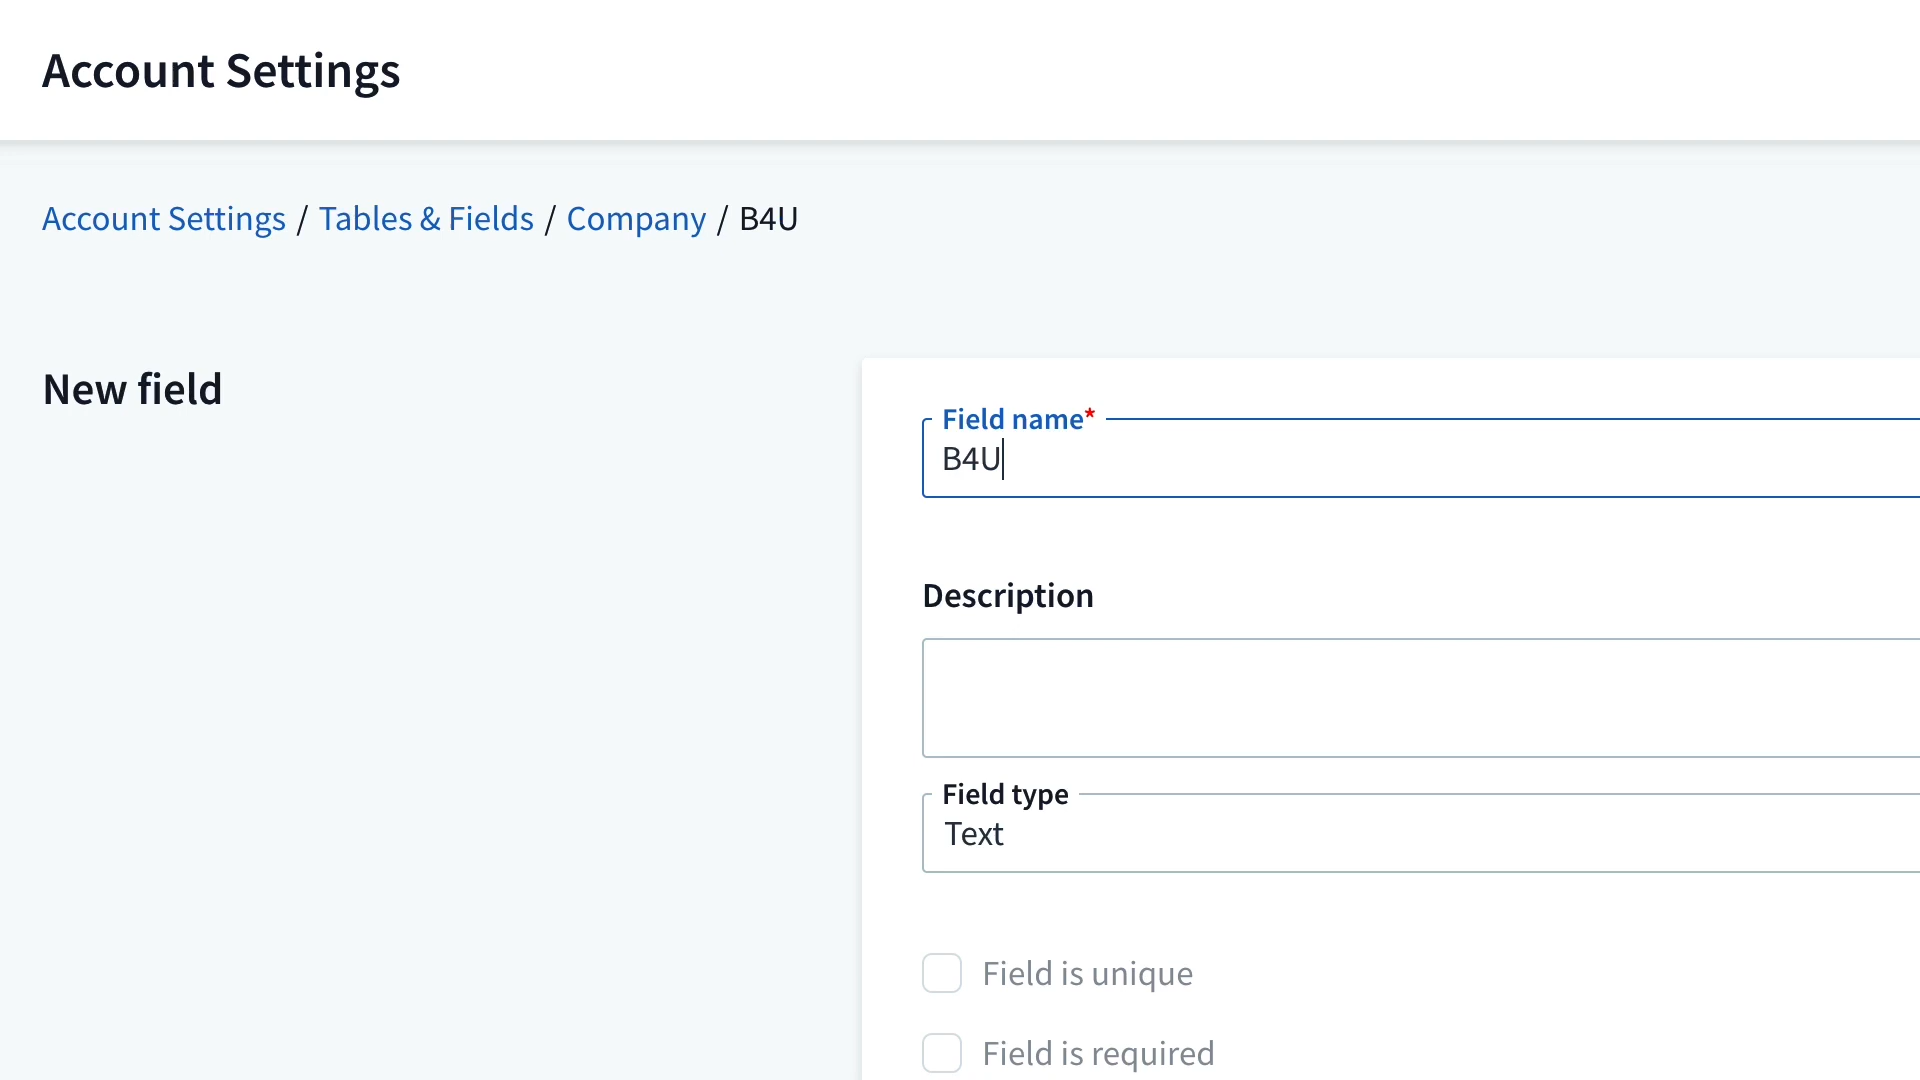 Account Settings
Account Settings / Tables & Fields / Company / B4U
New field
Field name*
B4U
Description
Field type
Text
Field is unique
Field is required